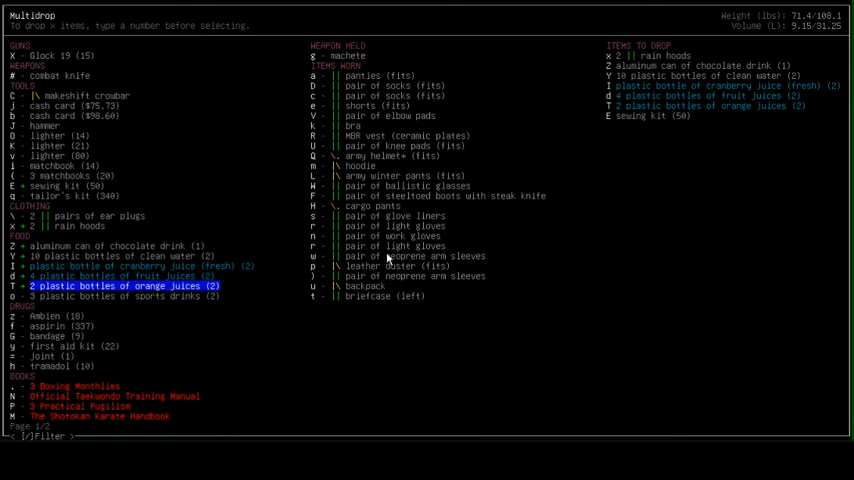 Multidrop
To drop x items, type a number before selecting.
Weight (lbs): 71.4/108.1
Volume (L): 9.15/31.25
GUNS
X - Glock 19 (15)
WEAPONS
# - combat knife
TOOLS
C - |\ makeshift crowbar
j - cash card ($75.73)
b - cash card ($98.60)
J - hammer
O - lighter (14)
K - lighter (21)
v - lighter (80)
i - matchbook (14)
( - 3 matchbooks (20)
E + sewing kit (50)
q - tailor's kit (340)
CLOTHING
\ - 2 || pairs of ear plugs
x + 2 || rain hoods
FOOD
Z + aluminum can of chocolate drink (1)
Y + 10 plastic bottles of clean water (2)
I + plastic bottle of cranberry juice (fresh) (2)
d + 4 plastic bottles of fruit juices (2)
T + 2 plastic bottles of orange juices (2)
o - 3 plastic bottles of sports drinks (2)
DRUGS
z - Ambien (18)
f - aspirin (337)
G - bandage (9)
y - first aid kit (22)
= - joint (1)
h - tramadol (10)
BOOKS
. - 3 Boxing Monthlies
N - Official Taekwondo Training Manual
P - 3 Practical Pugilism
M - The Shotokan Karate Handbook
Page 1/2
< [/]Filter >
WEAPON HELD
g - machete
ITEMS WORN
a - || panties (fits)
D - || pair of socks (fits)
c - || pair of socks (fits)
e - || shorts (fits)
V - || pair of elbow pads
k - || bra
R - || MBR vest (ceramic plates)
U - || pair of knee pads (fits)
Q - \. army helmet+ (fits)
m - |\ hoodie
L - |\ army winter pants (fits)
W - || pair of ballistic glasses
F - || pair of steeltoed boots with steak knife
H - \. cargo pants
s - || pair of glove liners
r - || pair of light gloves
n - || pair of work gloves
r - || pair of light gloves
w - || pair of neoprene arm sleeves
p - |\ leather duster (fits)
) - || pair of neoprene arm sleeves
u - |\ backpack
t - || briefcase (left)
ITEMS TO DROP
x 2 || rain hoods
Z aluminum can of chocolate drink (1)
Y 10 plastic bottles of clean water (2)
I plastic bottle of cranberry juice (fresh) (2)
d 4 plastic bottles of fruit juices (2)
T 2 plastic bottles of orange juices (2)
E sewing kit (50)